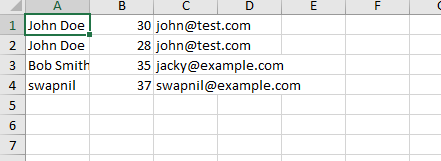 A B C D E F G
1 John Doe 30 john@test.com
2 John Doe 28 john@test.com
3 Bob Smith 35 jacky@example.com
4 swapnil 37 swapnil@example.com
5
6
7